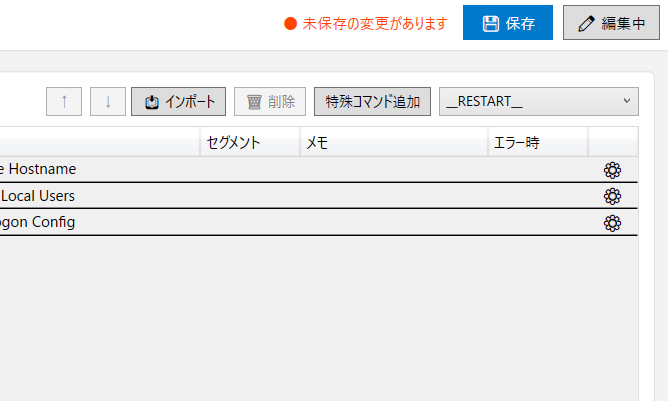 未保存の変更があります 保存 編集中
↑ ↓ インポート 削除 特殊コマンド追加 __RESTART__
セグメント メモ エラー時
e Hostname
Local Users
ogon Config